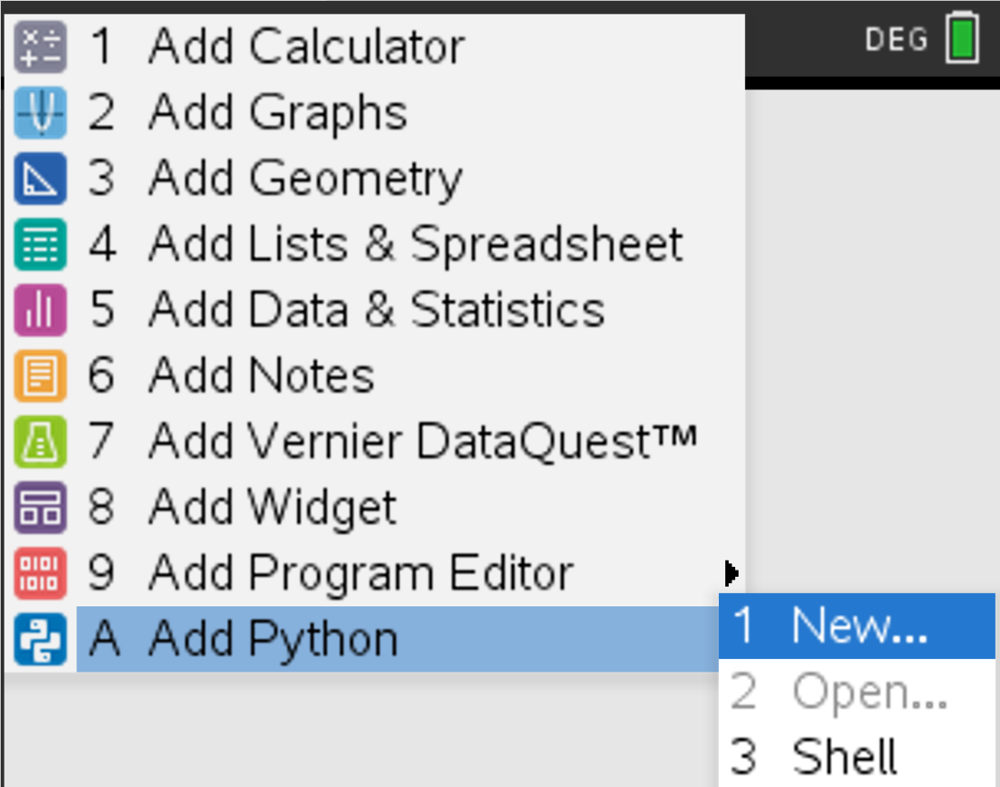 DEG
1 Add Calculator
2 Add Graphs
3 Add Geometry
4 Add Lists & Spreadsheet
5 Add Data & Statistics
6 Add Notes
7 Add Vernier DataQuest™
8 Add Widget
9 Add Program Editor
A Add Python
1 New...
2 Open...
3 Shell